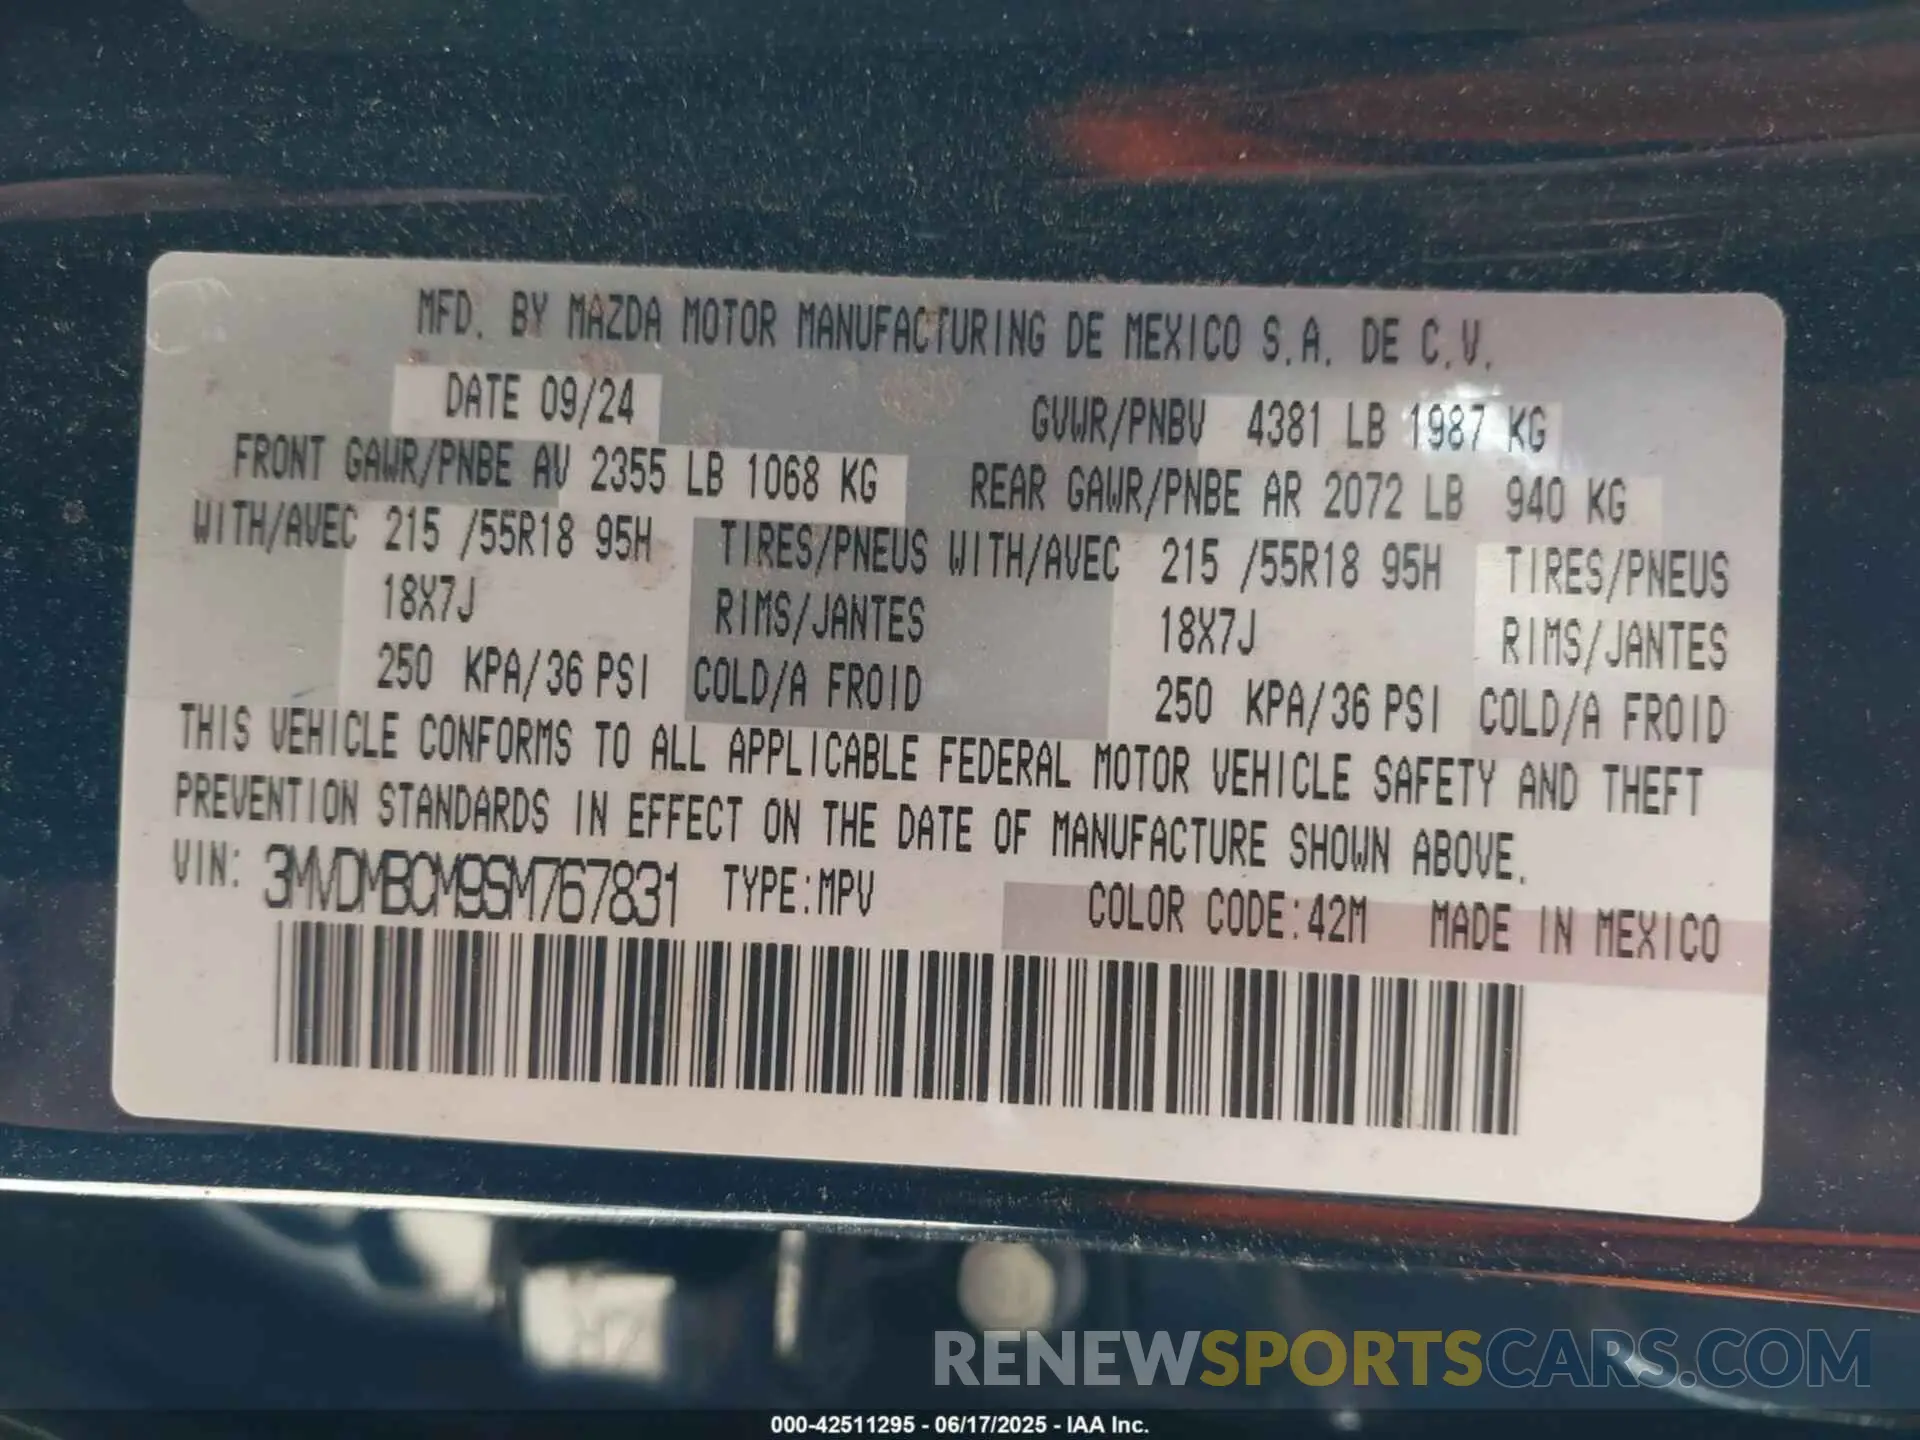 MFD. BY MAZDA MOTOR MANUFACTURING DE MEXICO S.A. DE C.V.
DATE 09/24 GVWR/PNBV 4381 LB 1987 KG
FRONT GAWR/PNBE AV 2355 LB 1068 KG REAR GAWR/PNBE AR 2072 LB 940 KG
WITH/AVEC 215 /55R18 95H TIRES/PNEUS WITH/AVEC 215 /55R18 95H TIRES/PNEUS
18X7J RIMS/JANTES 18X7J RIMS/JANTES
250 KPA/36 PSI COLD/A FROID 250 KPA/36 PSI COLD/A FROID
THIS VEHICLE CONFORMS TO ALL APPLICABLE FEDERAL MOTOR VEHICLE SAFETY AND THEFT
PREVENTION STANDARDS IN EFFECT ON THE DATE OF MANUFACTURE SHOWN ABOVE.
VIN: 3MVDMBCM9SM767831 TYPE:MPV COLOR CODE:42M MADE IN MEXICO
RENEWSPORTSCARS.COM
000-42511295 - 06/17/2025 - IAA Inc.